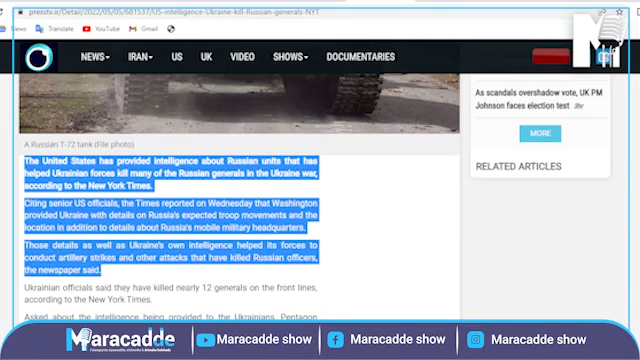 presstv.ir/Detail/2022/05/05/681537/US-intelligence-Ukraine-kill-Russian-generals-NYT
News
Translate
YouTube
Gmail
Maps
NEWS
IRAN
US
UK
VIDEO
SHOWS
DOCUMENTARIES
As scandals overshadow vote, UK PM
Johnson faces election test 3hr
MORE
RELATED ARTICLES
A Russian T-72 tank (File photo)
The United States has provided intelligence about Russian units that has
helped Ukrainian forces kill many of the Russian generals in the Ukraine war,
according to the New York Times.
Citing senior US officials, the Times reported on Wednesday that Washington
provided Ukraine with details on Russia's expected troop movements and the
location in addition to details about Russia's mobile military headquarters.
Those details as well as Ukraine's own intelligence helped its forces to
conduct artillery strikes and other attacks that have killed Russian officers,
the newspaper said.
Ukrainian officials said they have killed nearly 12 generals on the front lines,
according to the New York Times.
Asked about the intelligence being provided to the Ukrainians, Pentagon
Maracadde
Maracadde show
Maracadde show
Maracadde show